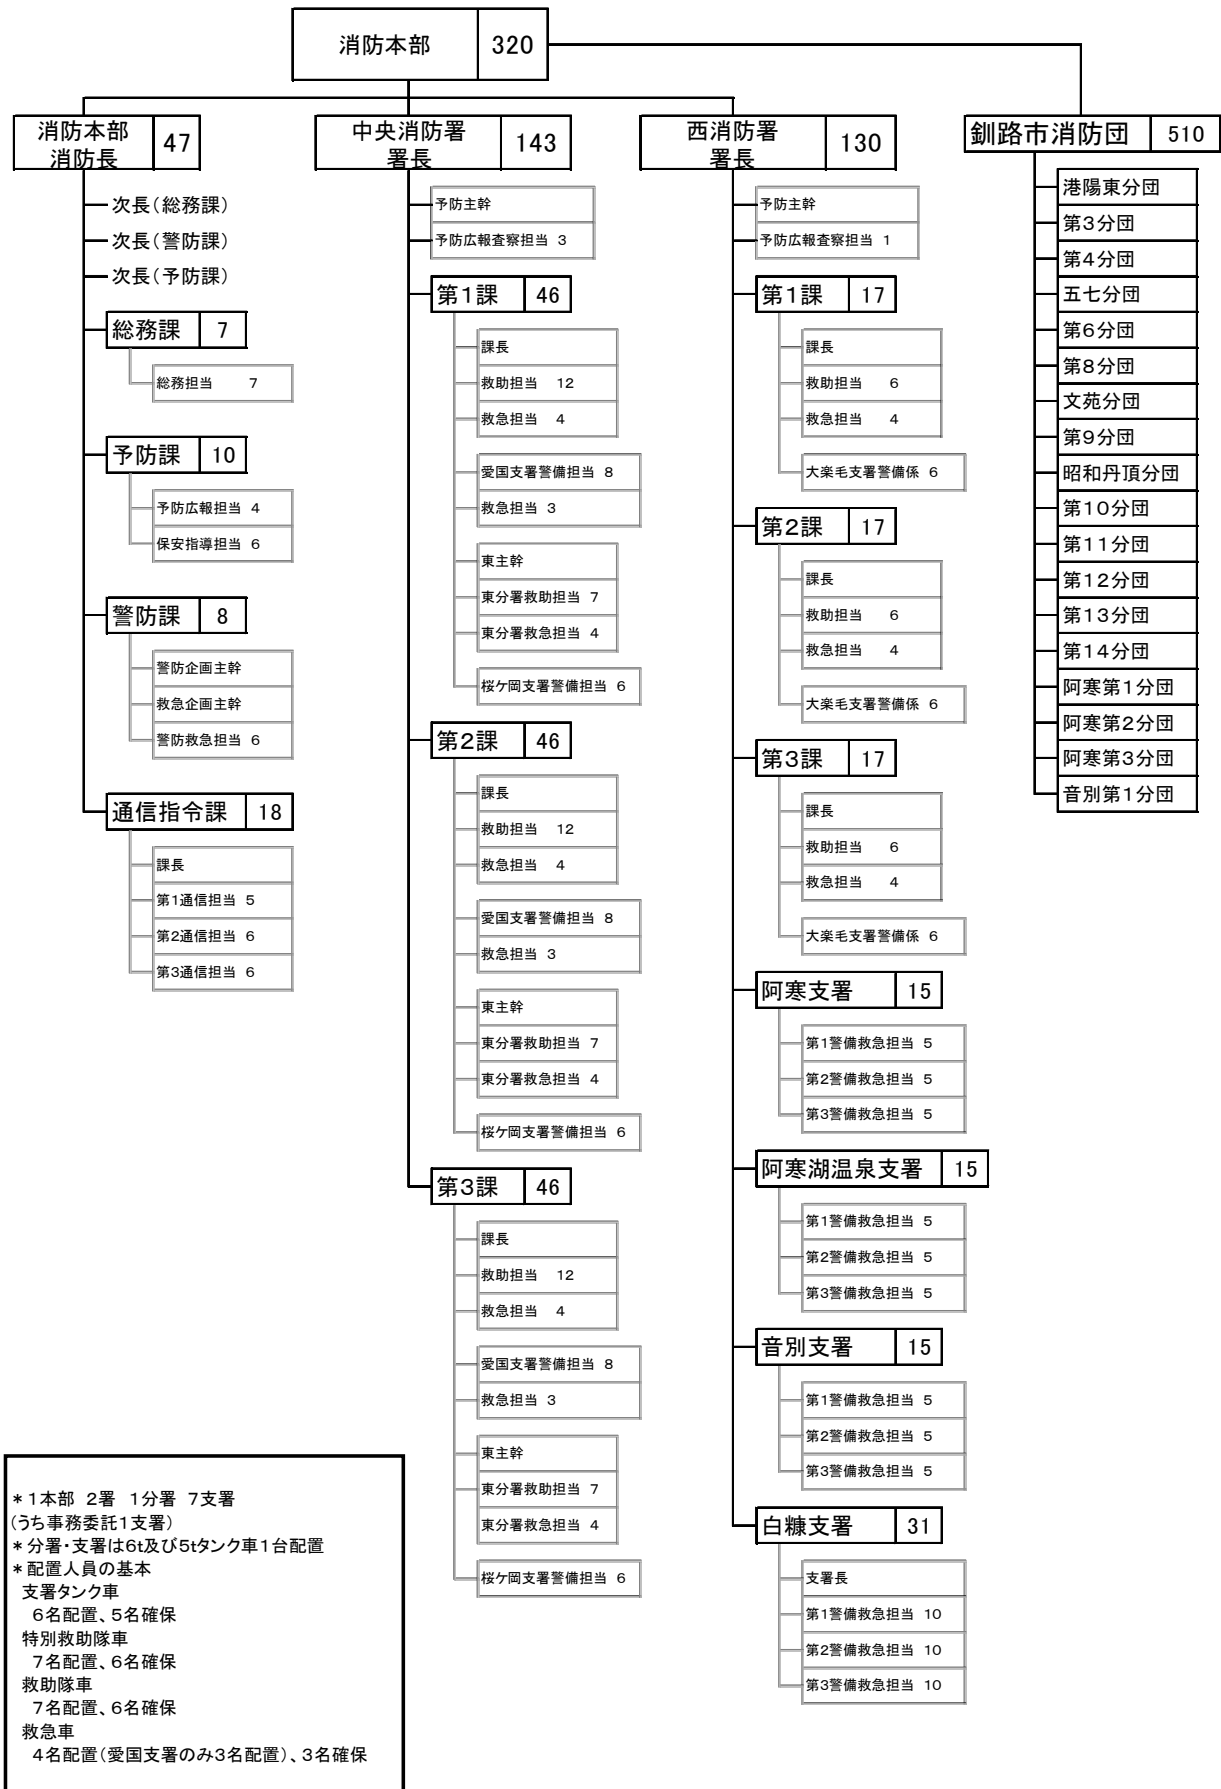 消防本部 320
消防本部
消防長 47
次長(総務課)
次長(警防課)
次長(予防課)
総務課 7
総務担当 7
予防課 10
予防広報担当 4
保安指導担当 6
警防課 8
警防企画主幹
救急企画主幹
警防救急担当 6
通信指令課 18
課長
第1通信担当 5
第2通信担当 6
第3通信担当 6
中央消防署
署長 143
予防主幹
予防広報査察担当 3
第1課 46
課長
救助担当 12
救急担当 4
愛国支署警備担当 8
救急担当 3
東主幹
東分署救助担当 7
東分署救急担当 4
桜ケ岡支署警備担当 6
第2課 46
課長
救助担当 12
救急担当 4
愛国支署警備担当 8
救急担当 3
東主幹
東分署救助担当 7
東分署救急担当 4
桜ケ岡支署警備担当 6
第3課 46
課長
救助担当 12
救急担当 4
愛国支署警備担当 8
救急担当 3
東主幹
東分署救助担当 7
東分署救急担当 4
桜ケ岡支署警備担当 6
西消防署
署長 130
予防主幹
予防広報査察担当 1
第1課 17
課長
救助担当 6
救急担当 4
大楽毛支署警備係 6
第2課 17
課長
救助担当 6
救急担当 4
大楽毛支署警備係 6
第3課 17
課長
救助担当 6
救急担当 4
大楽毛支署警備係 6
阿寒支署 15
第1警備救急担当 5
第2警備救急担当 5
第3警備救急担当 5
阿寒湖温泉支署 15
第1警備救急担当 5
第2警備救急担当 5
第3警備救急担当 5
音別支署 15
第1警備救急担当 5
第2警備救急担当 5
第3警備救急担当 5
白糠支署 31
支署長
第1警備救急担当 10
第2警備救急担当 10
第3警備救急担当 10
釧路市消防団 510
港陽東分団
第3分団
第4分団
五七分団
第6分団
第8分団
文苑分団
第9分団
昭和丹頂分団
第10分団
第11分団
第12分団
第13分団
第14分団
阿寒第1分団
阿寒第2分団
阿寒第3分団
音別第1分団
*1本部 2署 1分署 7支署
(うち事務委託1支署)
*分署・支署は6t及び5tタンク車1台配置
*配置人員の基本
支署タンク車
6名配置、5名確保
特別救助隊車
7名配置、6名確保
救助隊車
7名配置、6名確保
救急車
4名配置(愛国支署のみ3名配置)、3名確保